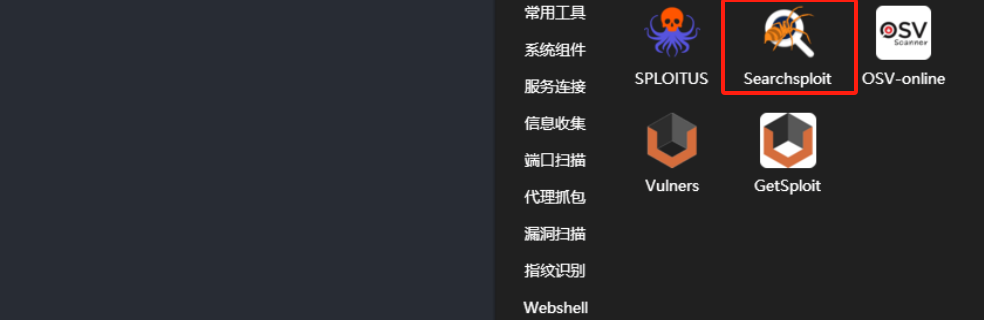 常用工具
系统组件
服务连接
信息收集
端口扫描
代理抓包
漏洞扫描
指纹识别
Webshell
SPLOITUS
Searchsploit
OSV
Scanner
OSV-online
Vulners
GetSploit